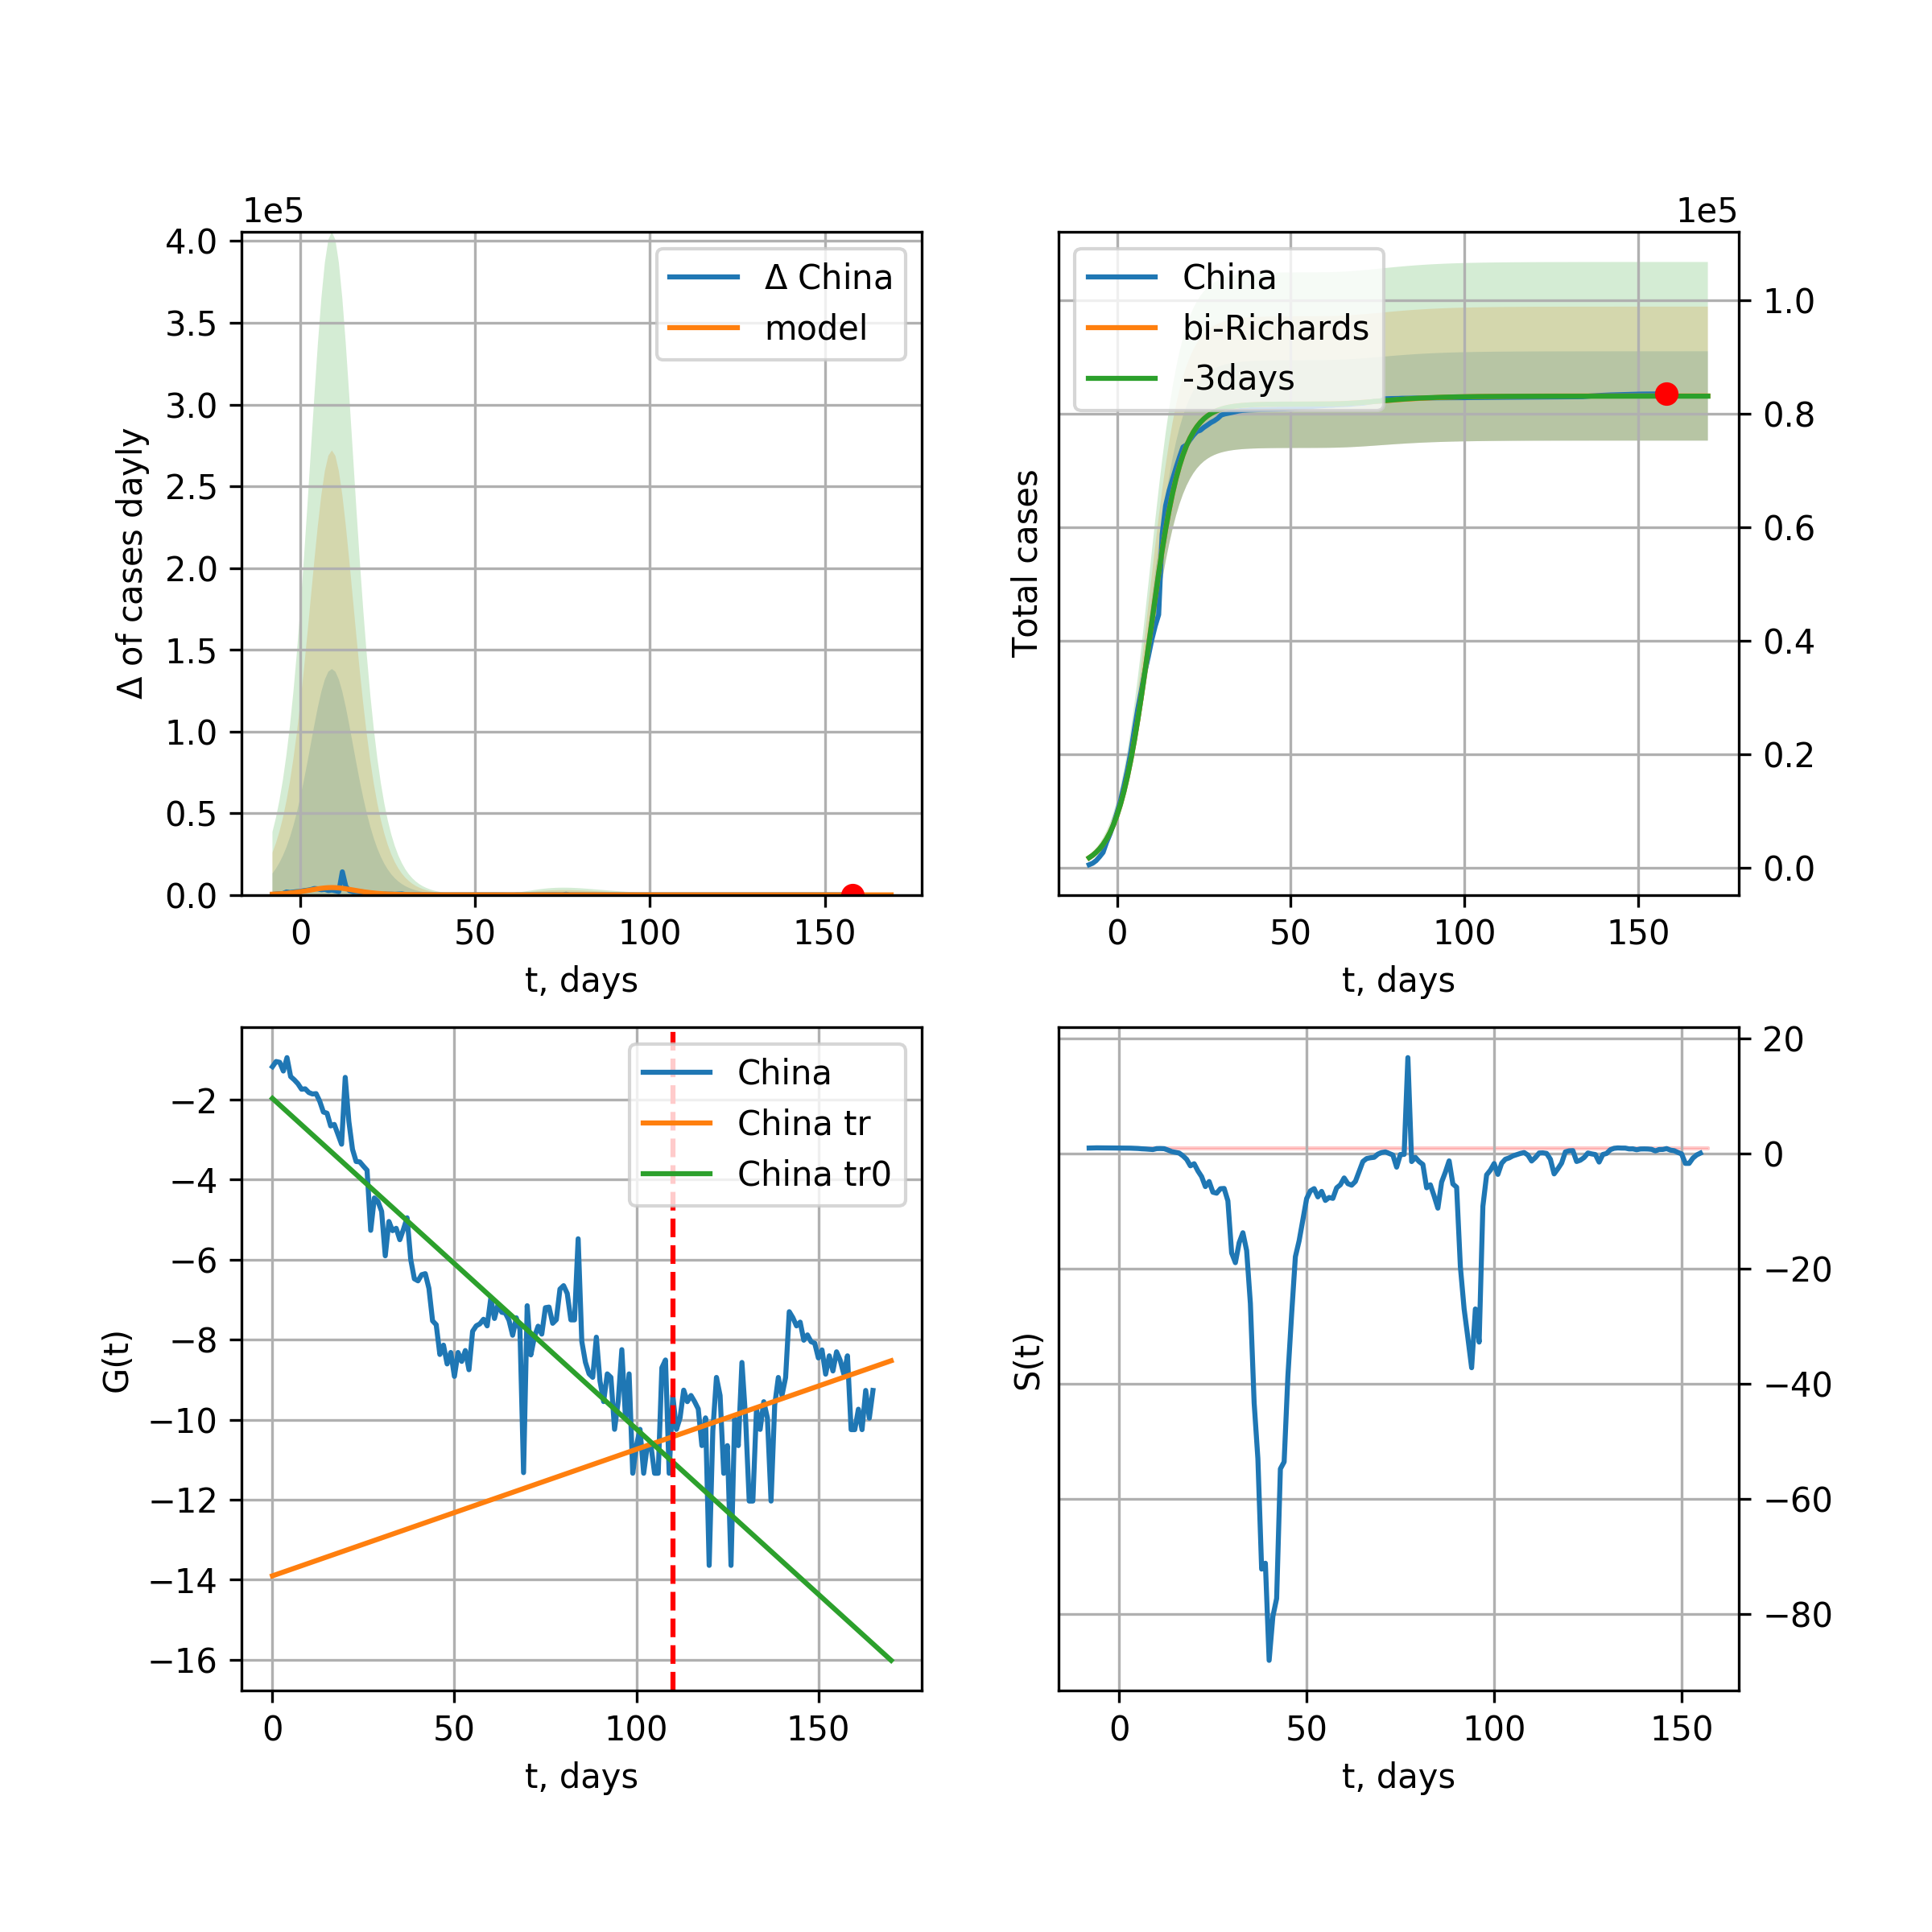 1e5
4.0
3.5
3.0
2.5
2.0
1.5
1.0
0.5
0.0
Δ of cases dayly
Δ China
model
0 50 100 150
t, days
1e5
1.0
0.8
0.6
0.4
0.2
0.0
Total cases
China
bi-Richards
-3days
0 50 100 150
t, days
−2
−4
−6
−8
−10
−12
−14
−16
G(t)
China
China tr
China tr0
0 50 100 150
t, days
20
0
−20
−40
−60
−80
S(t)
0 50 100 150
t, days